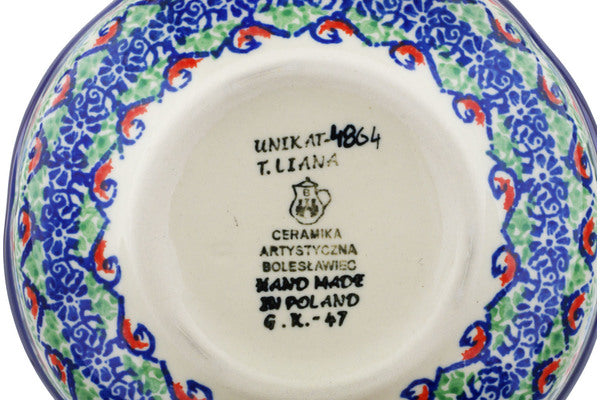 UNIKAT-4864
T. LIANA
B
CERAMIKA
ARTYSTYCZNA
BOLESŁAWIEC
HAND MADE
IN POLAND
G.K.-47